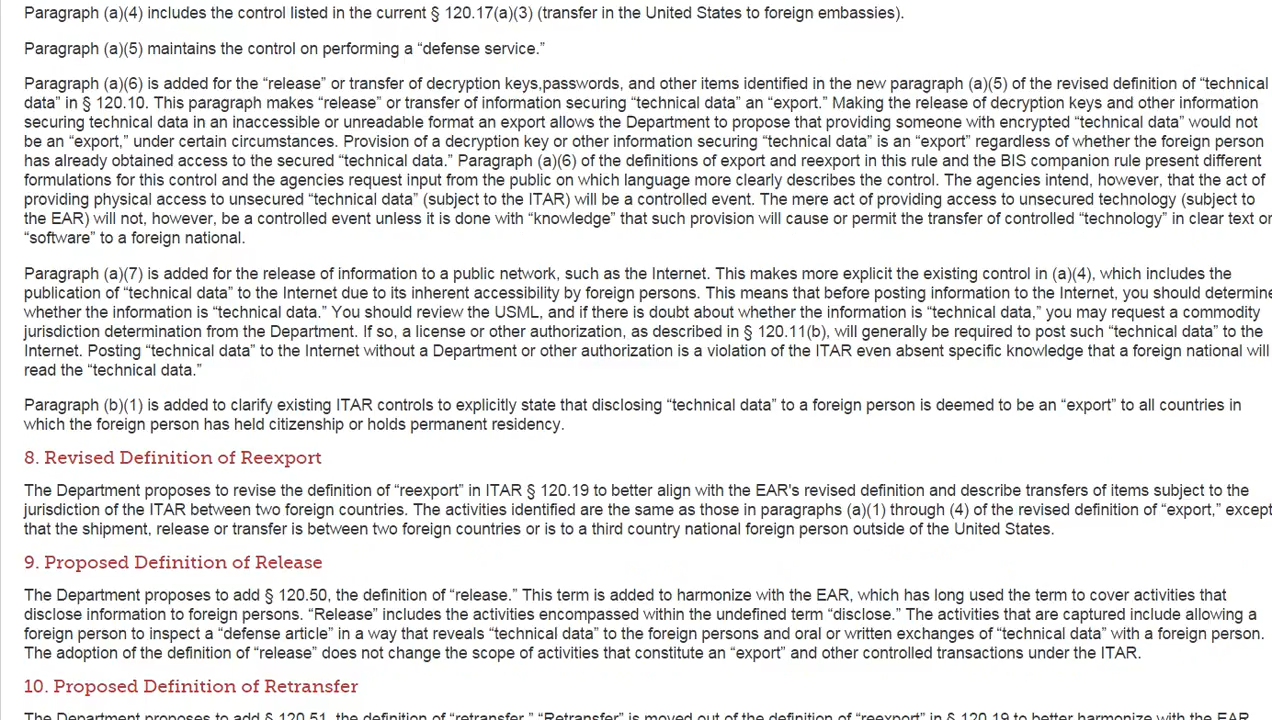 Paragraph (a)(4) includes the control listed in the current § 120.17(a)(3) (transfer in the United States to foreign embassies).
Paragraph (a)(5) maintains the control on performing a “defense service.”
Paragraph (a)(6) is added for the “release” or transfer of decryption keys,passwords, and other items identified in the new paragraph (a)(5) of the revised definition of “technical
data” in § 120.10. This paragraph makes “release” or transfer of information securing “technical data” an “export.” Making the release of decryption keys and other information
securing technical data in an inaccessible or unreadable format an export allows the Department to propose that providing someone with encrypted “technical data” would not
be an “export,” under certain circumstances. Provision of a decryption key or other information securing “technical data” is an “export” regardless of whether the foreign person
has already obtained access to the secured “technical data.” Paragraph (a)(6) of the definitions of export and reexport in this rule and the BIS companion rule present different
formulations for this control and the agencies request input from the public on which language more clearly describes the control. The agencies intend, however, that the act of
providing physical access to unsecured “technical data” (subject to the ITAR) will be a controlled event. The mere act of providing access to unsecured technology (subject to
the EAR) will not, however, be a controlled event unless it is done with “knowledge” that such provision will cause or permit the transfer of controlled “technology” in clear text or
“software” to a foreign national.
Paragraph (a)(7) is added for the release of information to a public network, such as the Internet. This makes more explicit the existing control in (a)(4), which includes the
publication of “technical data” to the Internet due to its inherent accessibility by foreign persons. This means that before posting information to the Internet, you should determine
whether the information is “technical data.” You should review the USML, and if there is doubt about whether the information is “technical data,” you may request a commodity
jurisdiction determination from the Department. If so, a license or other authorization, as described in § 120.11(b), will generally be required to post such “technical data” to the
Internet. Posting “technical data” to the Internet without a Department or other authorization is a violation of the ITAR even absent specific knowledge that a foreign national will
read the “technical data.”
Paragraph (b)(1) is added to clarify existing ITAR controls to explicitly state that disclosing “technical data” to a foreign person is deemed to be an “export” to all countries in
which the foreign person has held citizenship or holds permanent residency.
8. Revised Definition of Reexport
The Department proposes to revise the definition of “reexport” in ITAR § 120.19 to better align with the EAR's revised definition and describe transfers of items subject to the
jurisdiction of the ITAR between two foreign countries. The activities identified are the same as those in paragraphs (a)(1) through (4) of the revised definition of “export,” except
that the shipment, release or transfer is between two foreign countries or is to a third country national foreign person outside of the United States.
9. Proposed Definition of Release
The Department proposes to add § 120.50, the definition of “release.” This term is added to harmonize with the EAR, which has long used the term to cover activities that
disclose information to foreign persons. “Release” includes the activities encompassed within the undefined term “disclose.” The activities that are captured include allowing a
foreign person to inspect a “defense article” in a way that reveals “technical data” to the foreign persons and oral or written exchanges of “technical data” with a foreign person.
The adoption of the definition of “release” does not change the scope of activities that constitute an “export” and other controlled transactions under the ITAR.
10. Proposed Definition of Retransfer
The Department proposes to add § 120.51, the definition of “retransfer.” “Retransfer” is moved out of the definition of “reexport” in § 120.19 to better harmonize with the EAR